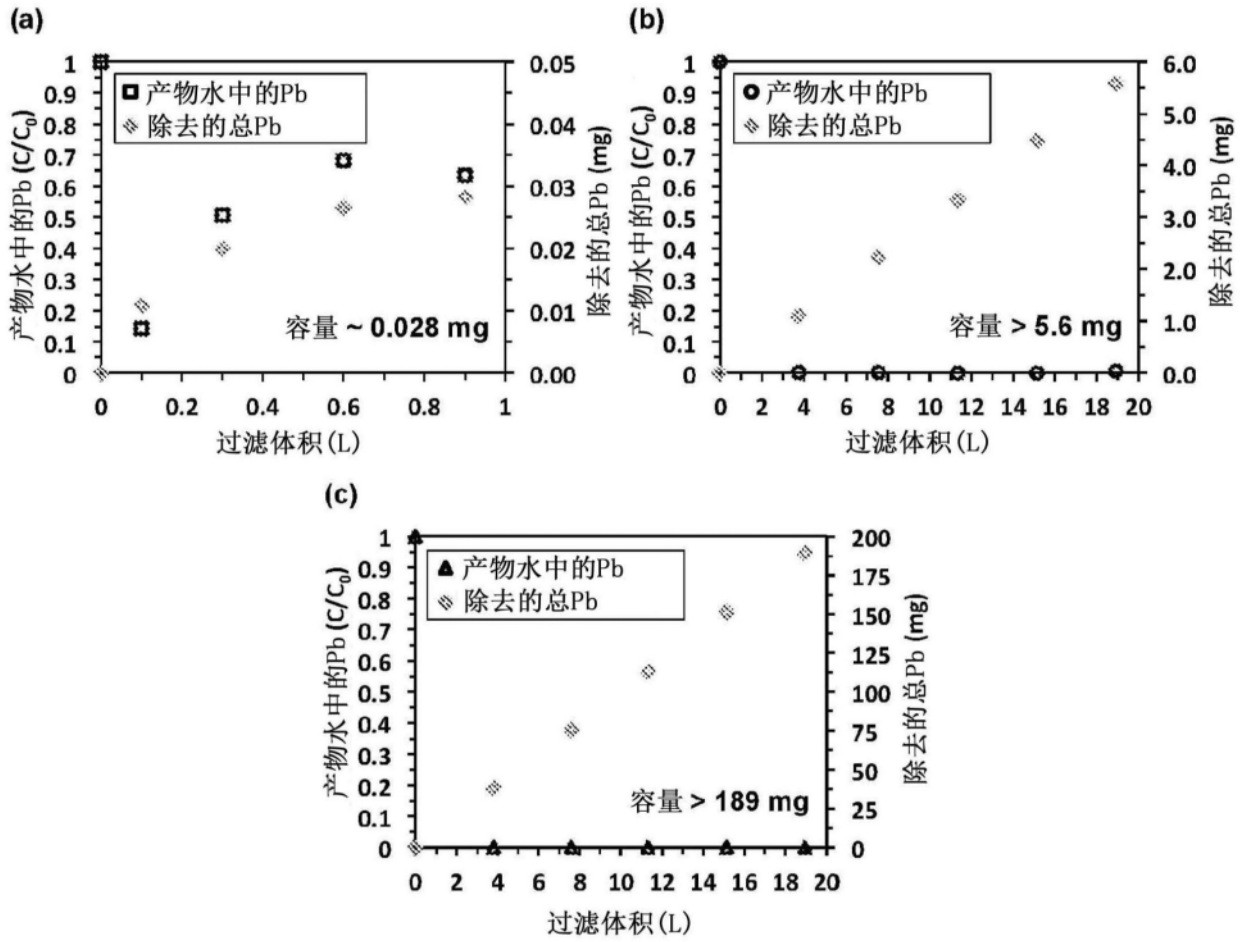 (a)
产物水中的Pb (C/C₀)
1
0.9
0.8
0.7
0.6
0.5
0.4
0.3
0.2
0.1
0
产物水中的Pb
除去的总Pb
容量 ~ 0.028 mg
0.05
0.04
0.03
0.02
0.01
0.00
除去的总Pb (mg)
0 0.2 0.4 0.6 0.8 1
过滤体积(L)
(b)
产物水中的Pb (C/C₀)
1
0.9
0.8
0.7
0.6
0.5
0.4
0.3
0.2
0.1
0
产物水中的Pb
除去的总Pb
容量 > 5.6 mg
6.0
5.0
4.0
3.0
2.0
1.0
0.0
除去的总Pb (mg)
0 2 4 6 8 10 12 14 16 18 20
过滤体积(L)
(c)
产物水中的Pb (C/C₀)
1
0.9
0.8
0.7
0.6
0.5
0.4
0.3
0.2
0.1
0
产物水中的Pb
除去的总Pb
容量 > 189 mg
200
175
150
125
100
75
50
25
0
除去的总Pb (mg)
0 2 4 6 8 10 12 14 16 18 20
过滤体积(L)